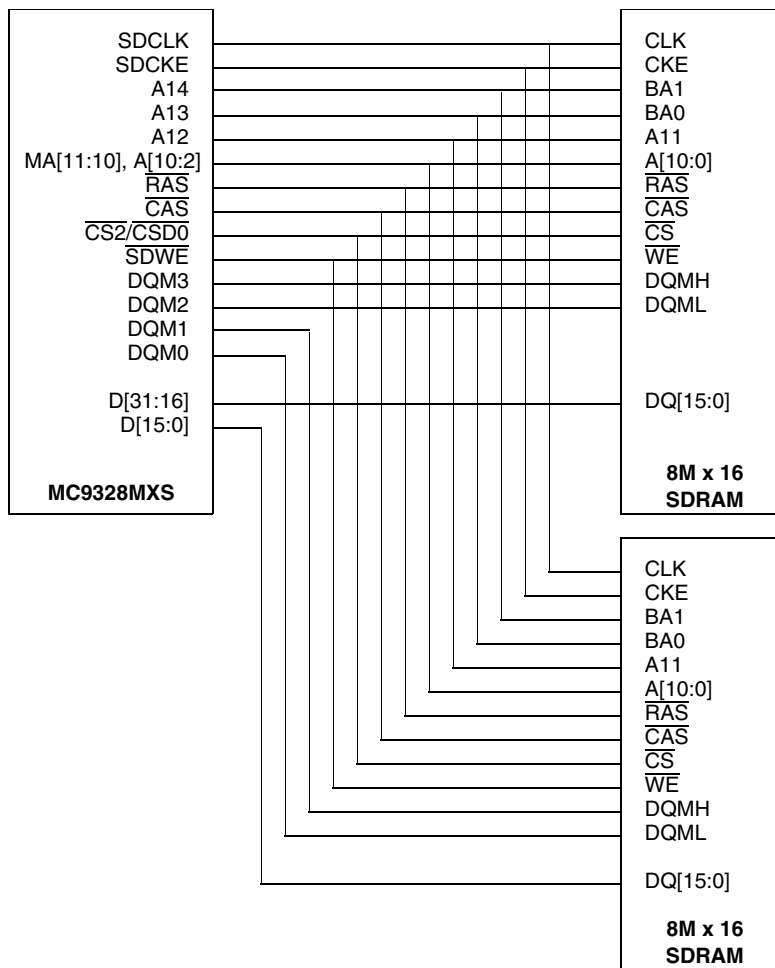 SDCLK
SDCKE
A14
A13
A12
MA[11:10], A[10:2]
RAS
CAS
CS2/CSD0
SDWE
DQM3
DQM2
DQM1
DQM0
D[31:16]
D[15:0]
MC9328MXS
CLK
CKE
BA1
BA0
A11
A[10:0]
RAS
CAS
CS
WE
DQMH
DQML
DQ[15:0]
8M x 16
SDRAM
CLK
CKE
BA1
BA0
A11
A[10:0]
RAS
CAS
CS
WE
DQMH
DQML
DQ[15:0]
8M x 16
SDRAM